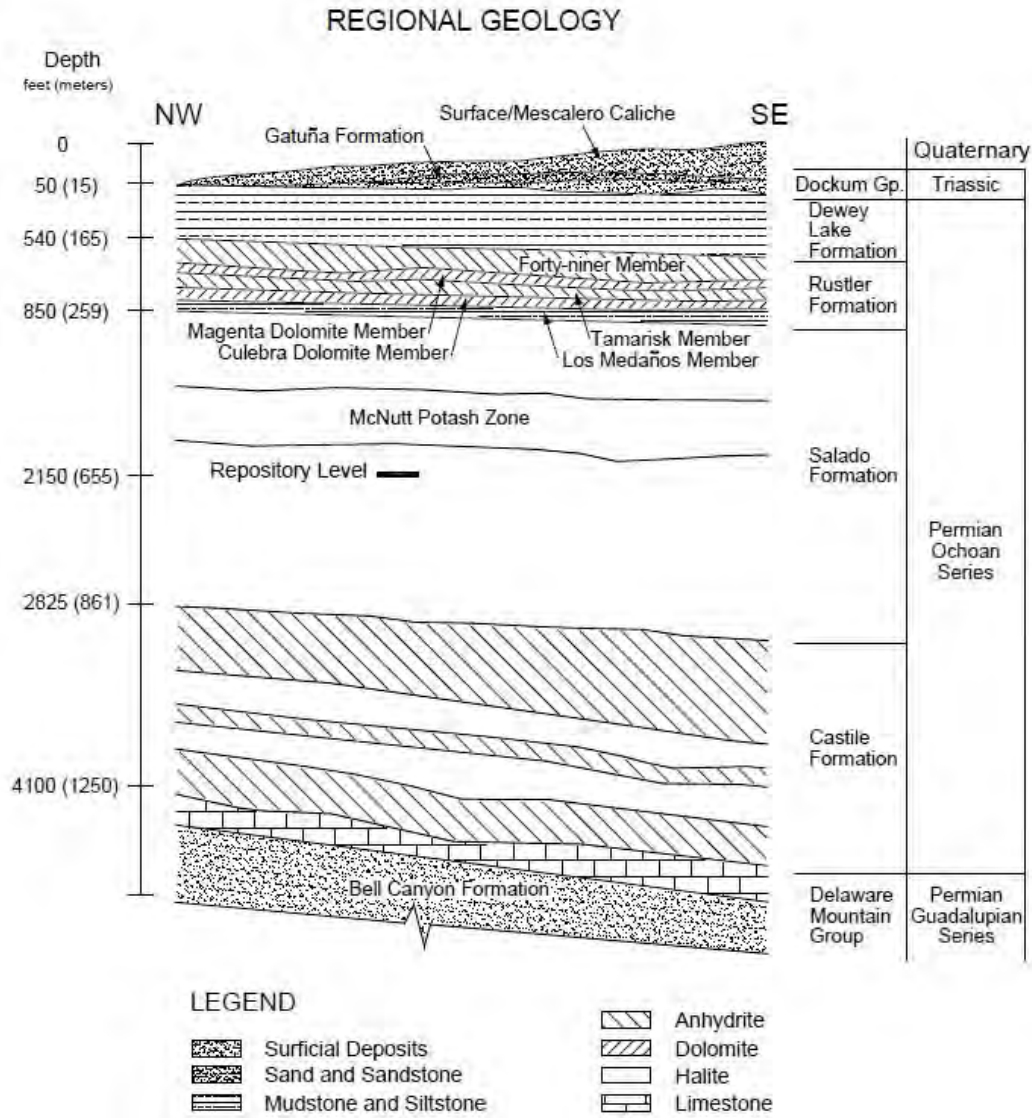 REGIONAL GEOLOGY
Depth
feet (meters)
NW
SE
Surface/Mescalero Caliche
Gatuña Formation
0
50 (15)
540 (165)
850 (259)
2150 (655)
2825 (861)
4100 (1250)
Forty-niner Member
Magenta Dolomite Member
Culebra Dolomite Member
Tamarisk Member
Los Medaños Member
McNutt Potash Zone
Repository Level
Bell Canyon Formation
Quaternary
Dockum Gp.
Triassic
Dewey
Lake
Formation
Rustler
Formation
Salado
Formation
Permian
Ochoan
Series
Castile
Formation
Delaware
Mountain
Group
Permian
Guadalupian
Series
LEGEND
Surficial Deposits
Sand and Sandstone
Mudstone and Siltstone
Anhydrite
Dolomite
Halite
Limestone